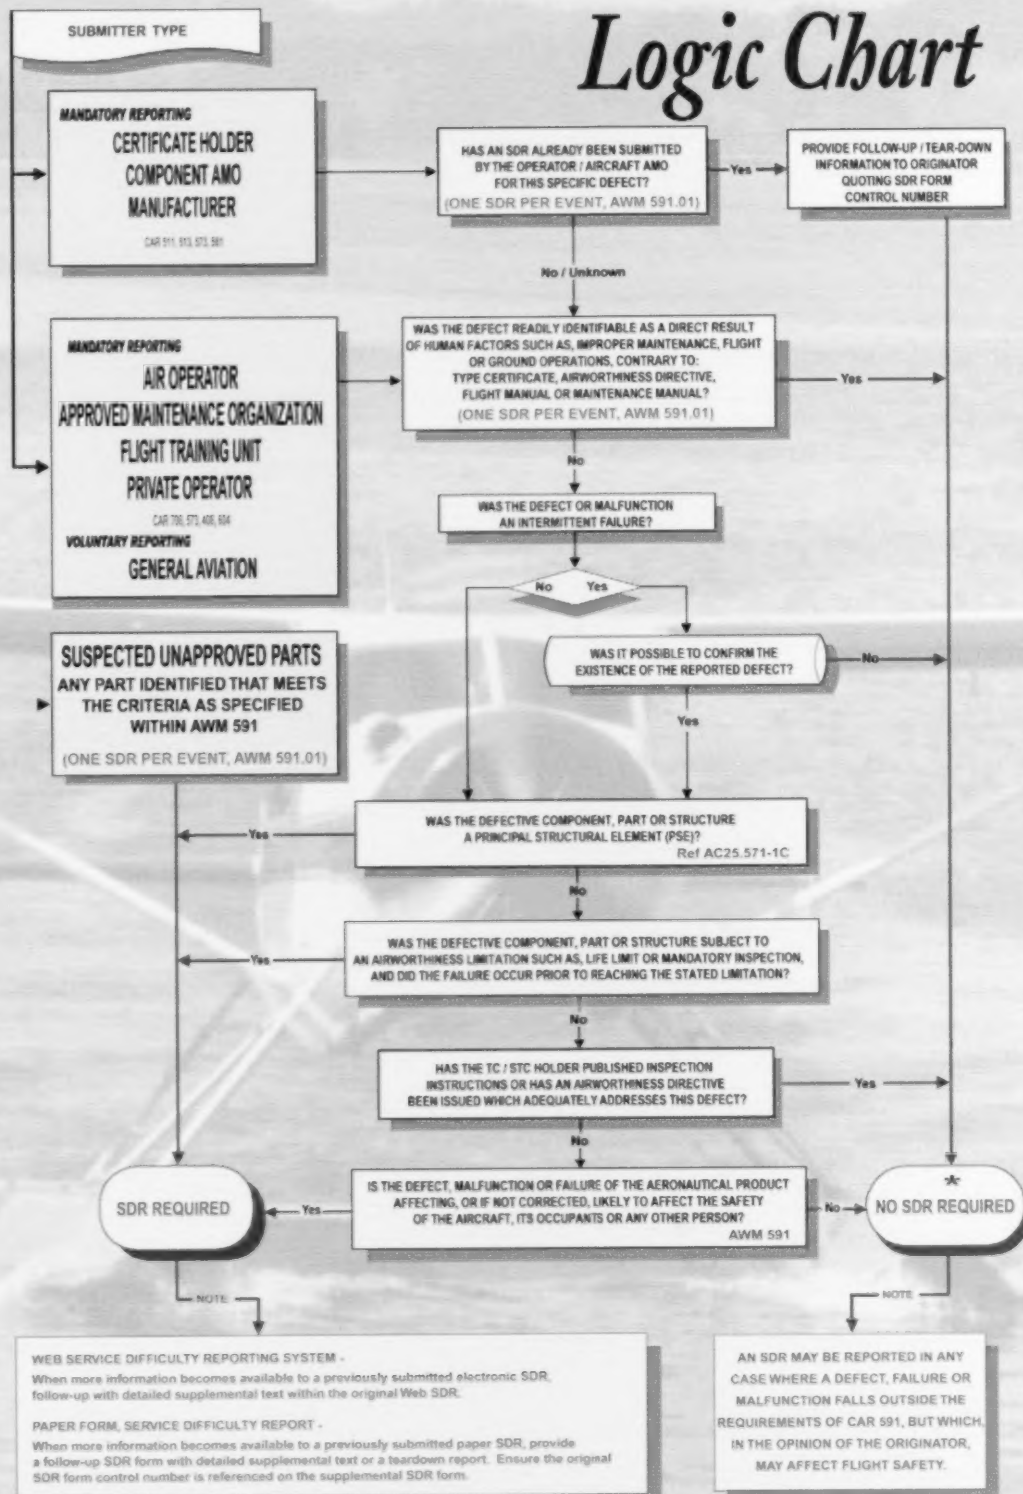 Logic Chart
SUBMITTER TYPE
MANDATORY REPORTING
CERTIFICATE HOLDER
COMPONENT AMO
MANUFACTURER
CAR 511, 513, 573, 561
HAS AN SDR ALREADY BEEN SUBMITTED
BY THE OPERATOR / AIRCRAFT AMO
FOR THIS SPECIFIC DEFECT?
(ONE SDR PER EVENT, AWM 591.01)
Yes
PROVIDE FOLLOW-UP / TEAR-DOWN
INFORMATION TO ORIGINATOR
QUOTING SDR FORM
CONTROL NUMBER
No / Unknown
MANDATORY REPORTING
AIR OPERATOR
APPROVED MAINTENANCE ORGANIZATION
FLIGHT TRAINING UNIT
PRIVATE OPERATOR
CAR 706, 573, 406, 604
VOLUNTARY REPORTING
GENERAL AVIATION
WAS THE DEFECT READILY IDENTIFIABLE AS A DIRECT RESULT
OF HUMAN FACTORS SUCH AS, IMPROPER MAINTENANCE, FLIGHT
OR GROUND OPERATIONS, CONTRARY TO:
TYPE CERTIFICATE, AIRWORTHINESS DIRECTIVE,
FLIGHT MANUAL OR MAINTENANCE MANUAL?
(ONE SDR PER EVENT, AWM 591.01)
Yes
No
WAS THE DEFECT OR MALFUNCTION
AN INTERMITTENT FAILURE?
No Yes
SUSPECTED UNAPPROVED PARTS
ANY PART IDENTIFIED THAT MEETS
THE CRITERIA AS SPECIFIED
WITHIN AWM 591
(ONE SDR PER EVENT, AWM 591.01)
WAS IT POSSIBLE TO CONFIRM THE
EXISTENCE OF THE REPORTED DEFECT?
No
Yes
WAS THE DEFECTIVE COMPONENT, PART OR STRUCTURE
A PRINCIPAL STRUCTURAL ELEMENT (PSE)?
Ref AC25.571-1C
Yes
No
WAS THE DEFECTIVE COMPONENT, PART OR STRUCTURE SUBJECT TO
AN AIRWORTHINESS LIMITATION SUCH AS, LIFE LIMIT OR MANDATORY INSPECTION,
AND DID THE FAILURE OCCUR PRIOR TO REACHING THE STATED LIMITATION?
Yes
No
HAS THE TC / STC HOLDER PUBLISHED INSPECTION
INSTRUCTIONS OR HAS AN AIRWORTHINESS DIRECTIVE
BEEN ISSUED WHICH ADEQUATELY ADDRESSES THIS DEFECT?
Yes
No
IS THE DEFECT, MALFUNCTION OR FAILURE OF THE AERONAUTICAL PRODUCT
AFFECTING, OR IF NOT CORRECTED, LIKELY TO AFFECT THE SAFETY
OF THE AIRCRAFT, ITS OCCUPANTS OR ANY OTHER PERSON?
AWM 591
Yes
SDR REQUIRED
No
*
NO SDR REQUIRED
NOTE
NOTE
WEB SERVICE DIFFICULTY REPORTING SYSTEM -
When more information becomes available to a previously submitted electronic SDR,
follow-up with detailed supplemental text within the original Web SDR.
PAPER FORM, SERVICE DIFFICULTY REPORT -
When more information becomes available to a previously submitted paper SDR, provide
a follow-up SDR form with detailed supplemental text or a teardown report. Ensure the original
SDR form control number is referenced on the supplemental SDR form.
AN SDR MAY BE REPORTED IN ANY
CASE WHERE A DEFECT, FAILURE OR
MALFUNCTION FALLS OUTSIDE THE
REQUIREMENTS OF CAR 591, BUT WHICH,
IN THE OPINION OF THE ORIGINATOR,
MAY AFFECT FLIGHT SAFETY.